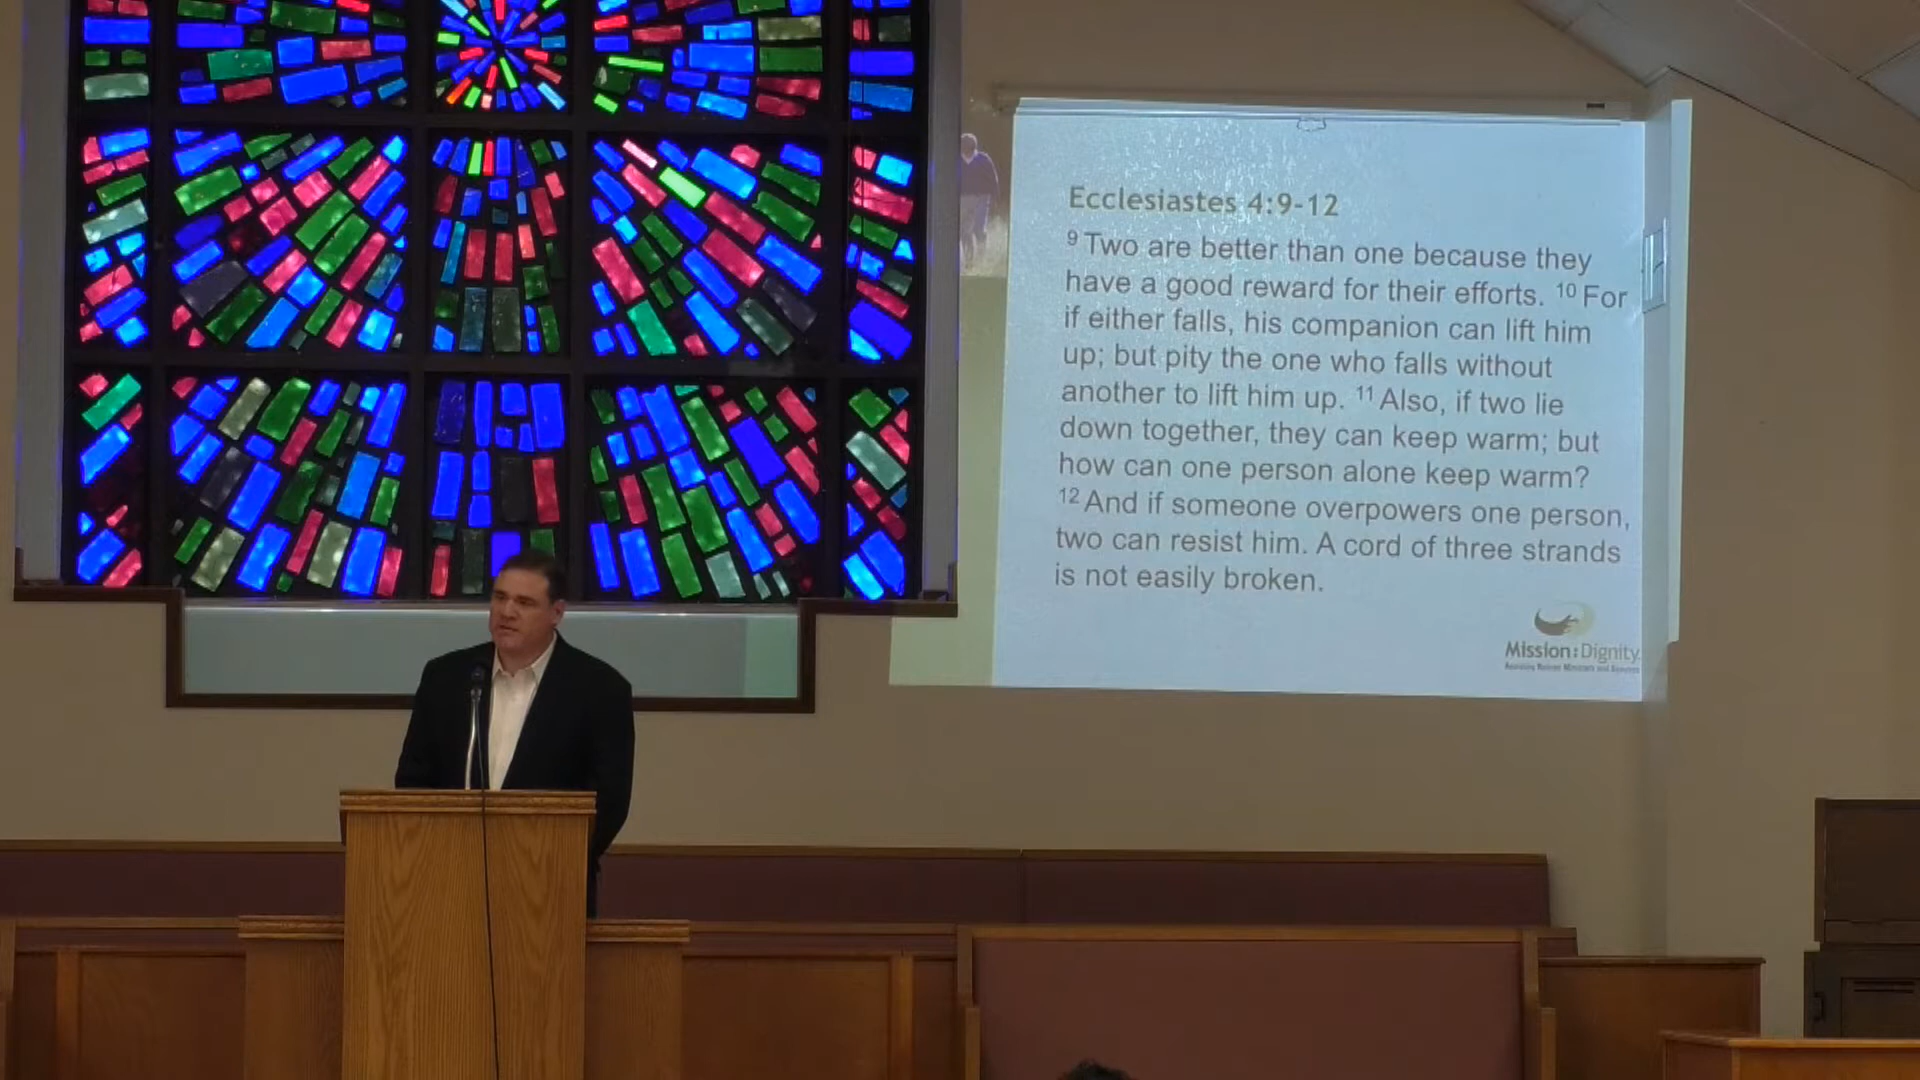 Ecclesiastes 4:9-12
9 Two are better than one because they
have a good reward for their efforts. 10 For
if either falls, his companion can lift him
up; but pity the one who falls without
another to lift him up. 11 Also, if two lie
down together, they can keep warm; but
how can one person alone keep warm?
12 And if someone overpowers one person,
two can resist him. A cord of three strands
is not easily broken.
Mission:Dignity